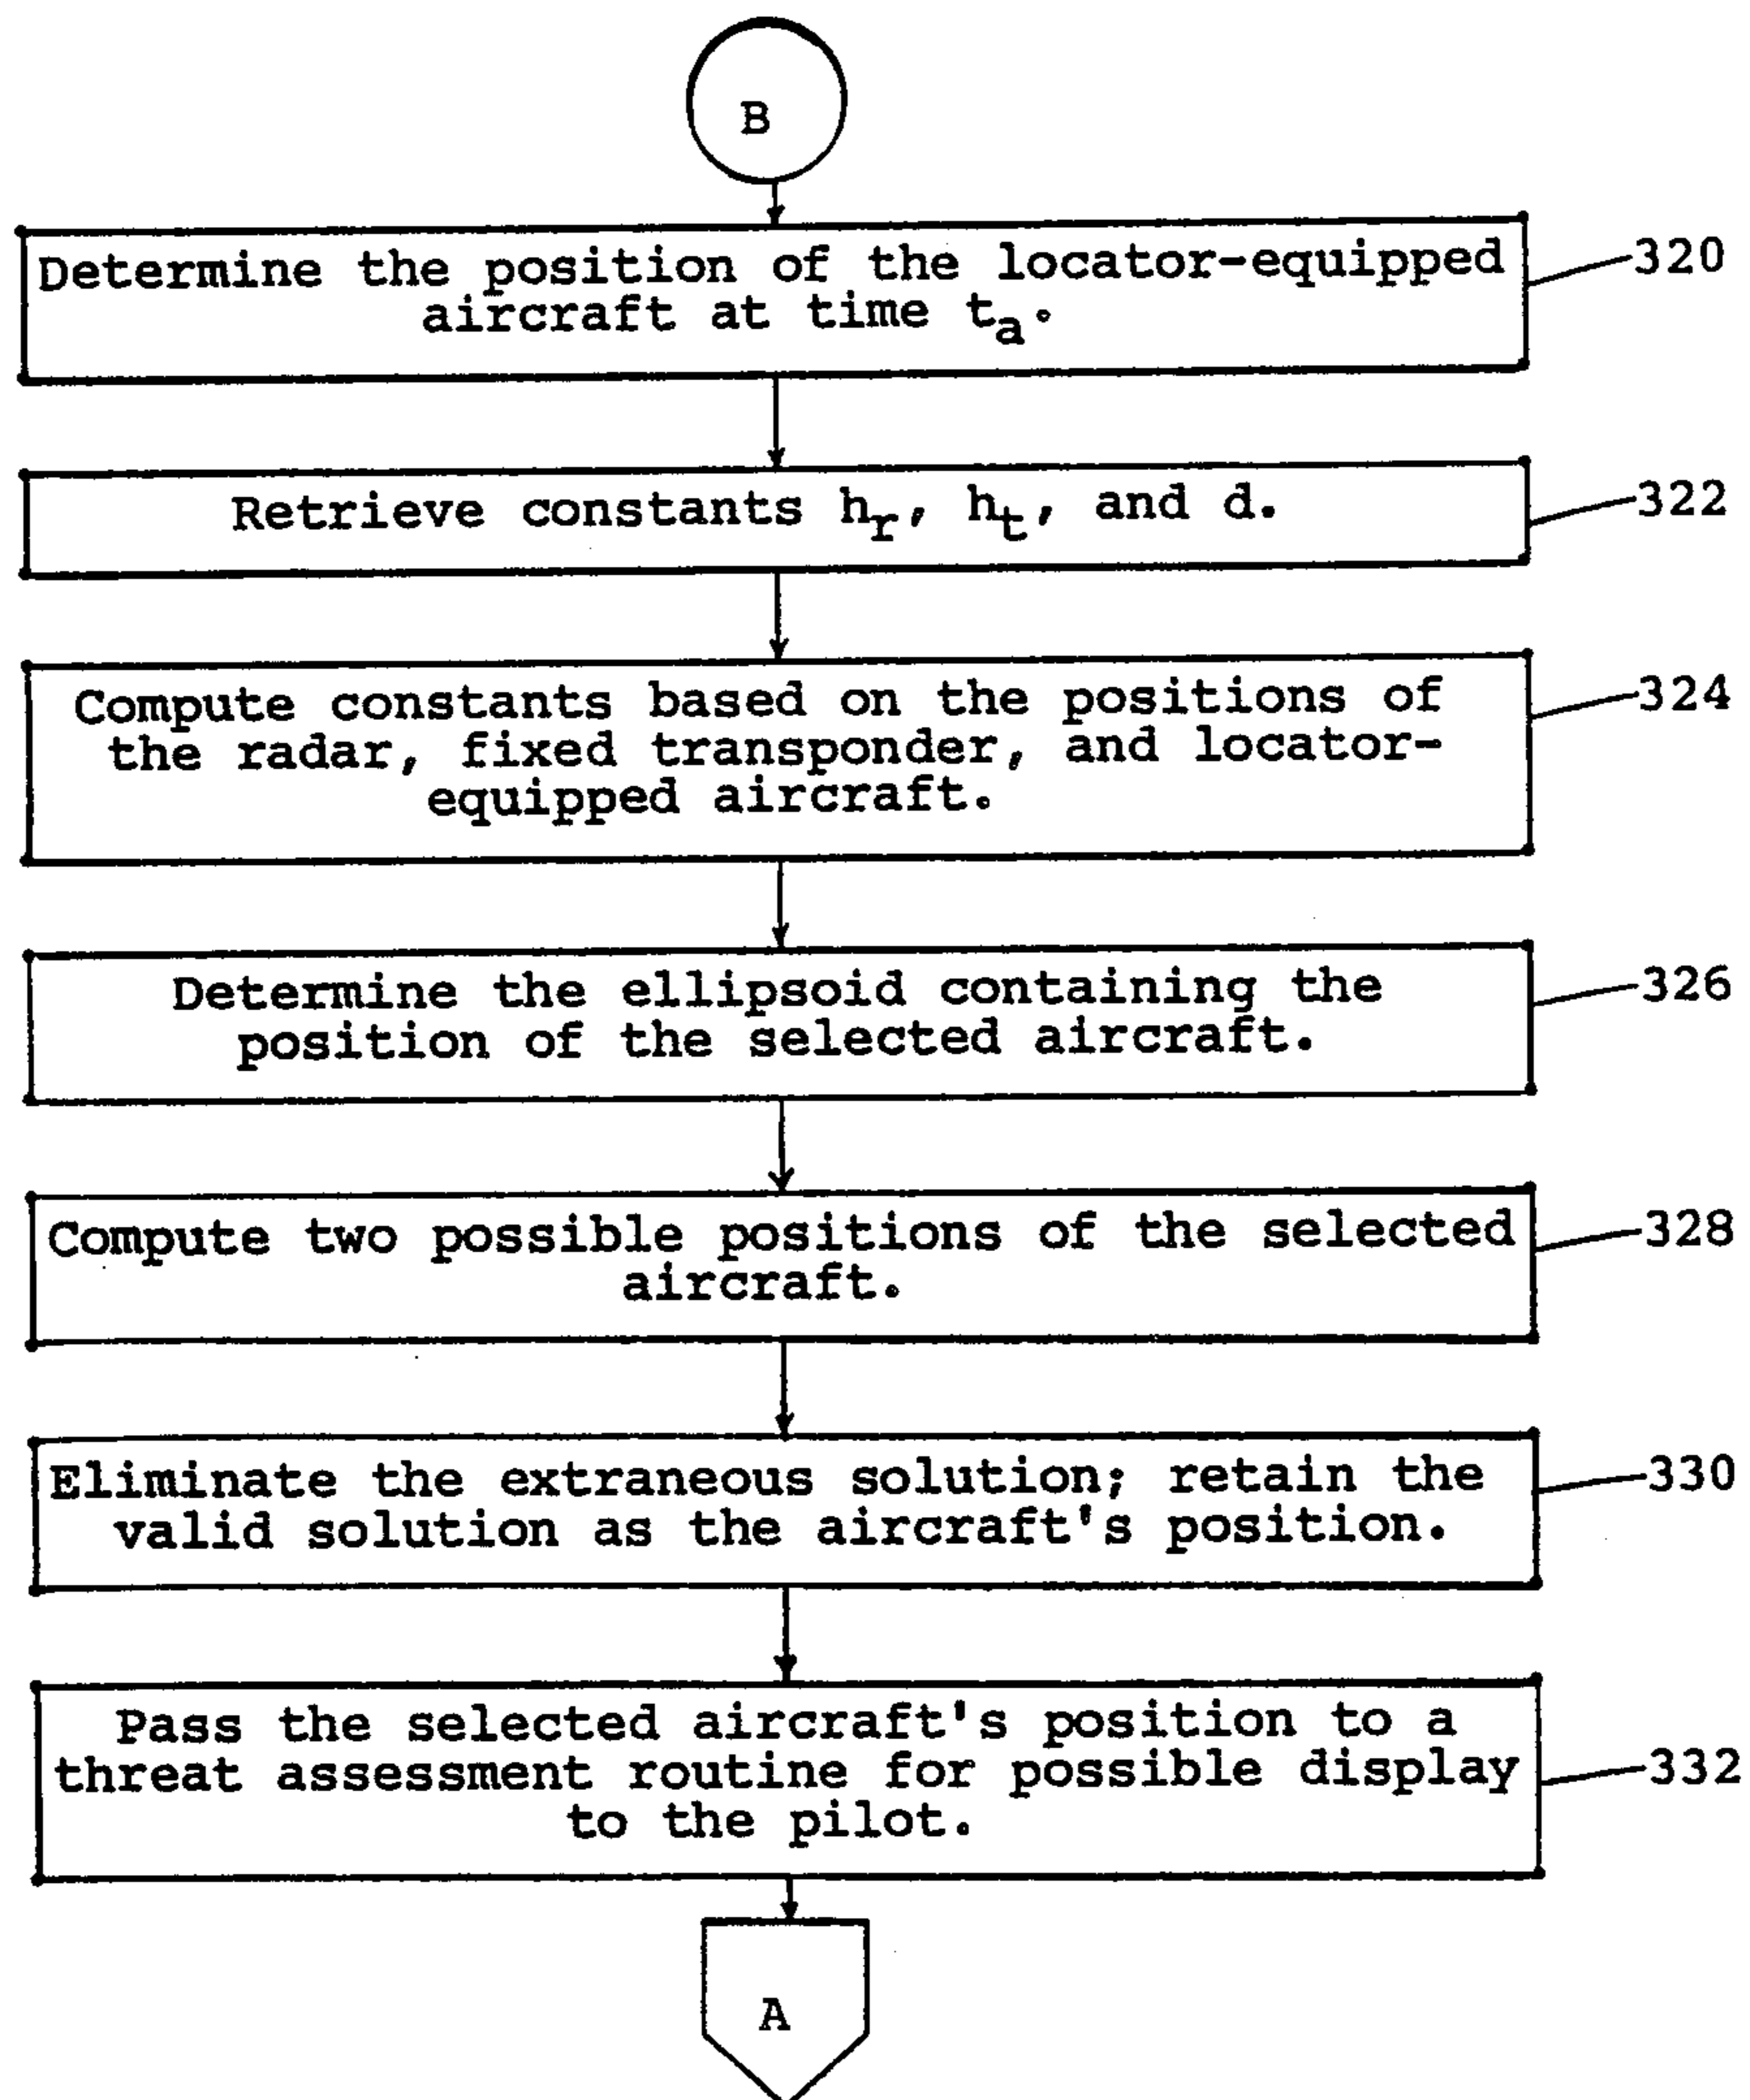 B
Determine the position of the locator-equipped
aircraft at time tₐ.
320
Retrieve constants hᵣ, hₜ, and d.
322
Compute constants based on the positions of
the radar, fixed transponder, and locator-
equipped aircraft.
324
Determine the ellipsoid containing the
position of the selected aircraft.
326
Compute two possible positions of the selected
aircraft.
328
Eliminate the extraneous solution; retain the
valid solution as the aircraft's position.
330
Pass the selected aircraft's position to a
threat assessment routine for possible display
to the pilot.
332
A